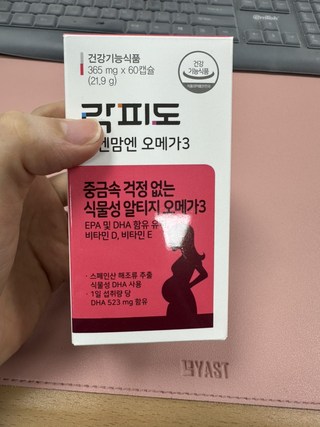 건강기능식품
365 mg x 60캡슐
(21.9 g)
건강
기능식품
락피도
엔맘엔 오메가3
중금속 걱정 없는
식물성 알티지 오메가3
EPA 및 DHA 함유 유
비타민 D, 비타민 E
· 스페인산 해조류 추출
식물성 DHA 사용
· 1일 섭취량 당
DHA 523 mg 함유